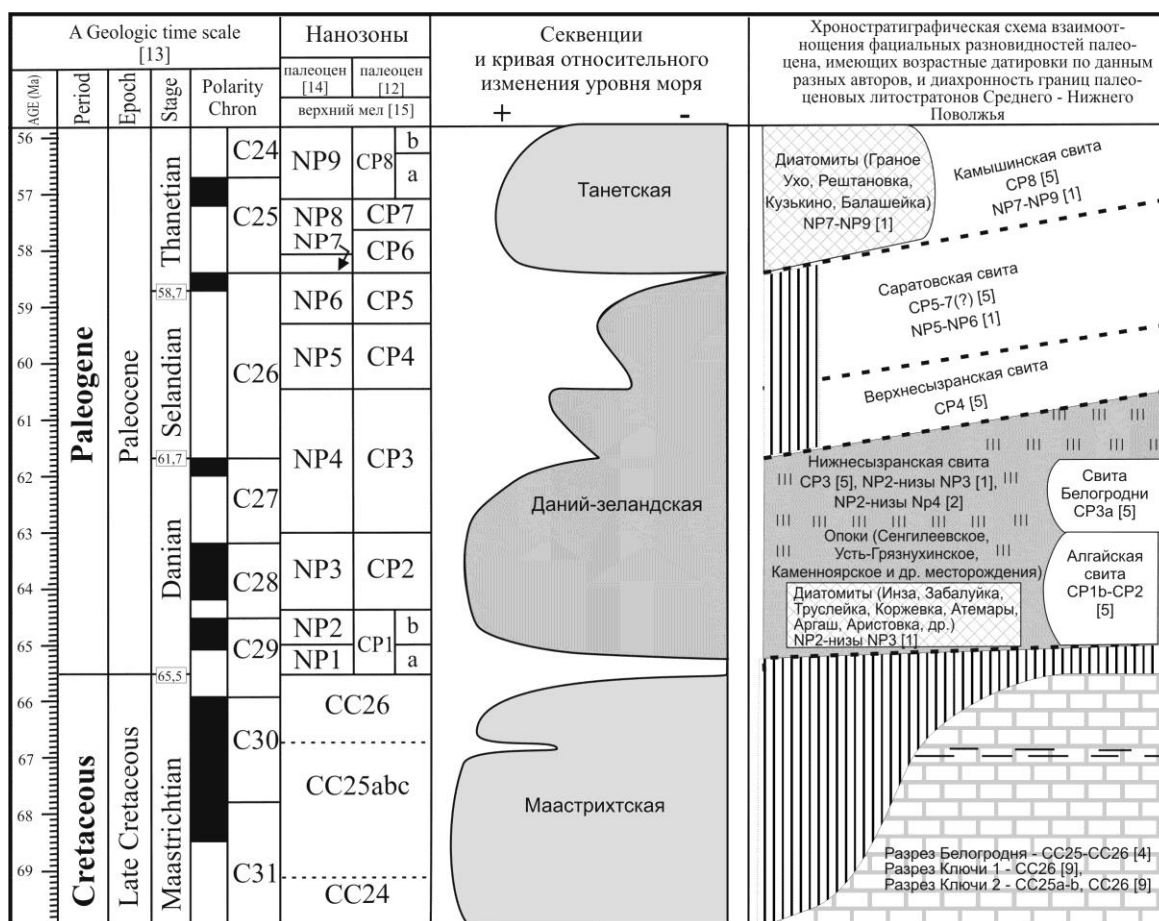 A Geologic time scale
[13]
Нанозоны
Секвенции
и кривая относительного
изменения уровня моря
+
-
Хроностратиграфическая схема взаимоот-
нощения фациальных разновидностей палео-
цена, имеющих возрастные датировки по данным
разных авторов, и диахронность границ палео-
ценовых литостратонов Среднего - Нижнего
Поволжья
AGE (Ma)
Period
Epoch
Stage
Polarity
Chron
палеоцен
[14]
палеоцен
[12]
верхний мел [15]
56
57
58
59
60
61
62
63
64
65
66
67
68
69
Paleogene
Cretaceous
Paleocene
Late Cretaceous
Thanetian
58,7
Selandian
61,7
Danian
65,5
Maastrichtian
C24
C25
C26
C27
C28
C29
C30
C31
NP9
NP8
NP7
NP6
NP5
NP4
NP3
NP2
NP1
CP8
b
a
CP7
CP6
CP5
CP4
CP3
CP2
CP1
b
a
CC26
CC25abc
CC24
Танетская
Даний-зеландская
Маастрихтская
Диатомиты (Граное
Ухо, Рештановка,
Кузькино, Балашейка)
NP7-NP9 [1]
Камышинская свита
CP8 [5]
NP7-NP9 [1]
Саратовская свита
CP5-7(?) [5]
NP5-NP6 [1]
Верхнесызранская свита
CP4 [5]
Нижнесызранская свита
CP3 [5], NP2-низы NP3 [1],
NP2-низы Np4 [2]
Свита
Белогродни
CP3a [5]
Опоки (Сенгилеевское,
Усть-Грязнухинское,
Каменноярское и др. месторождения)
Алгайская
свита
CP1b-CP2
[5]
Диатомиты (Инза, Забалуйка,
Труслейка, Коржевка, Атемары,
Аргаш, Аристовка, др.)
NP2-низы NP3 [1]
Разрез Белогродня - CC25-CC26 [4]
Разрез Ключи 1 - CC26 [9],
Разрез Ключи 2 - CC25a-b, CC26 [9]